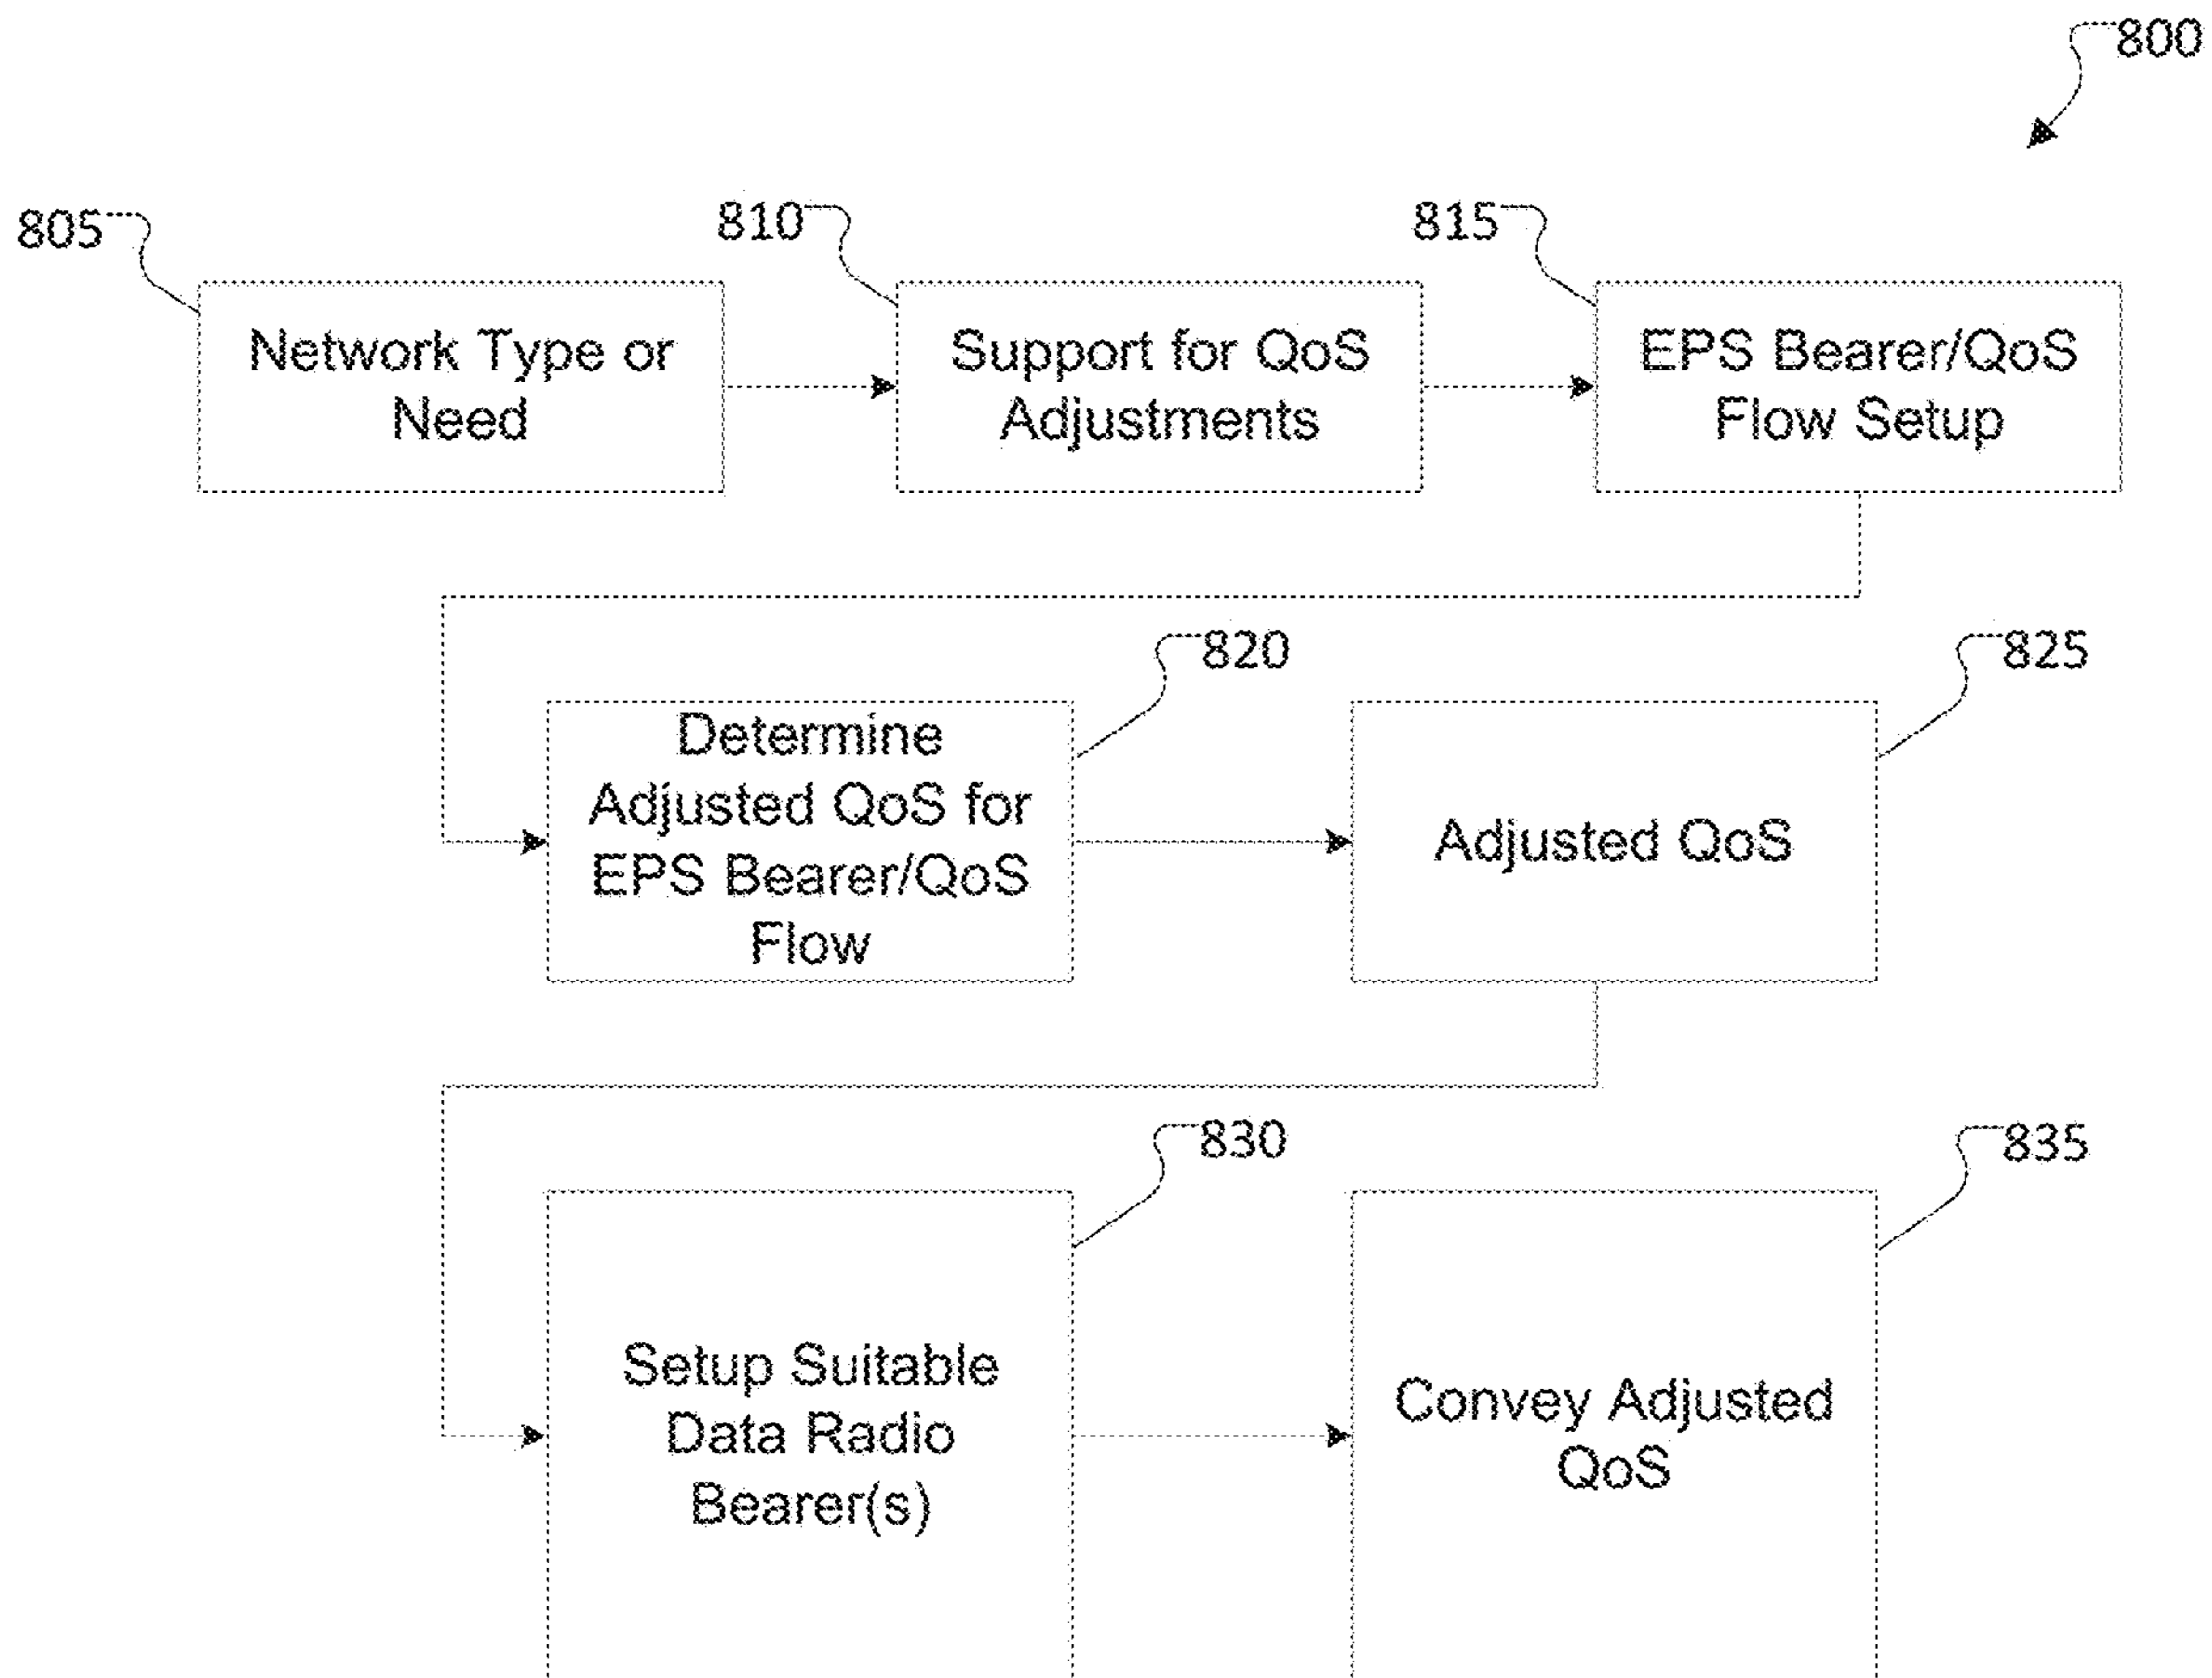 800
805
810
815
Network Type or
Need
Support for QoS
Adjustments
EPS Bearer/QoS
Flow Setup
820
825
Determine
Adjusted QoS for
EPS Bearer/QoS
Flow
Adjusted QoS
830
835
Setup Suitable
Data Radio
Bearer(s)
Convey Adjusted
QoS